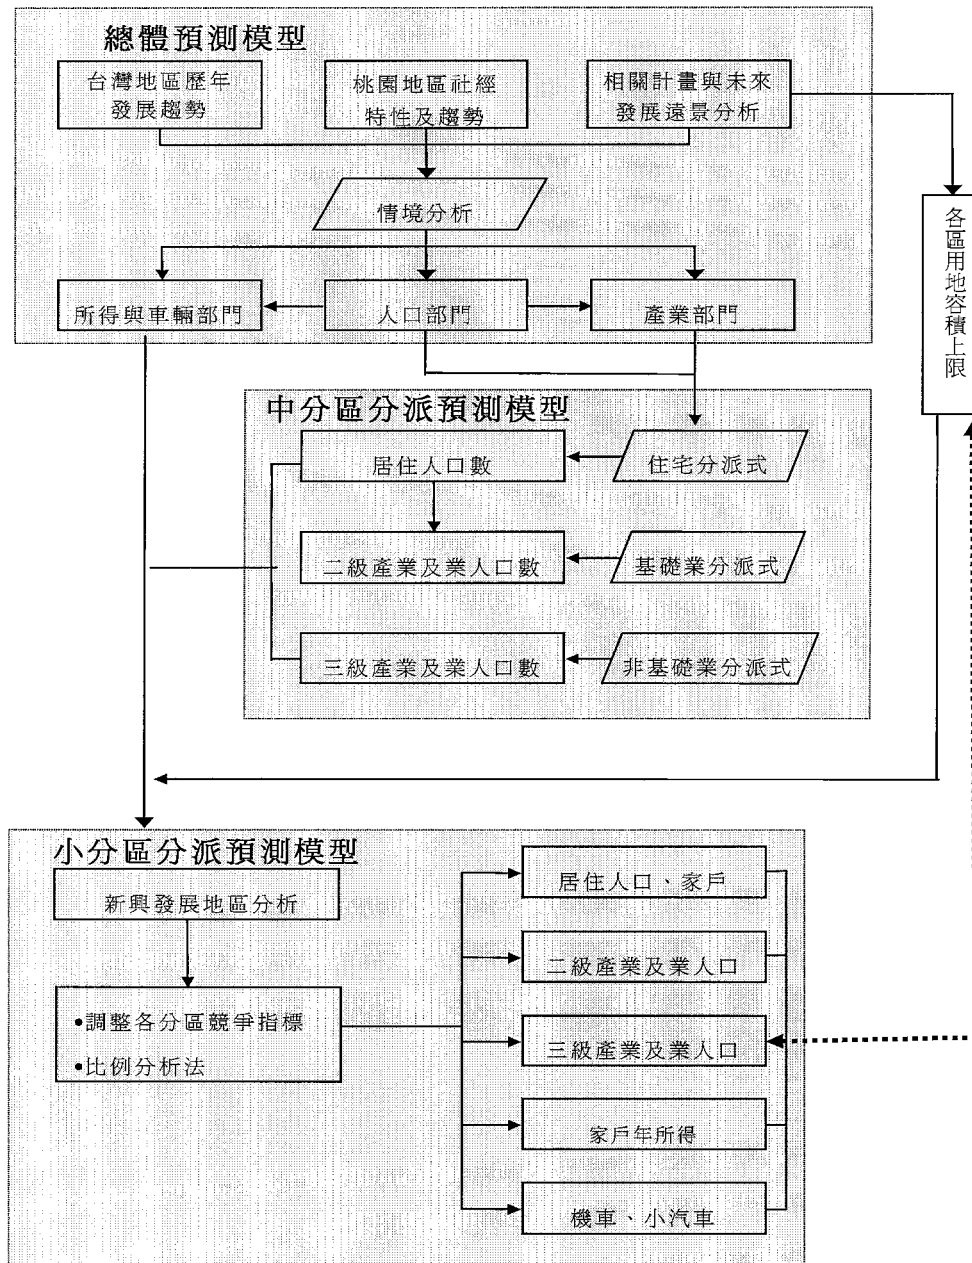 總體預測模型
台灣地區歷年
發展趨勢
桃園地區社經
特性及趨勢
相關計畫與未來
發展遠景分析
情境分析
各區用地容積上限
所得與車輛部門
人口部門
產業部門
中分區分派預測模型
居住人口數
住宅分派式
二級產業及業人口數
基礎業分派式
三級產業及業人口數
非基礎業分派式
小分區分派預測模型
新興發展地區分析
•調整各分區競爭指標
•比例分析法
居住人口、家戶
二級產業及業人口
三級產業及業人口
家戶年所得
機車、小汽車